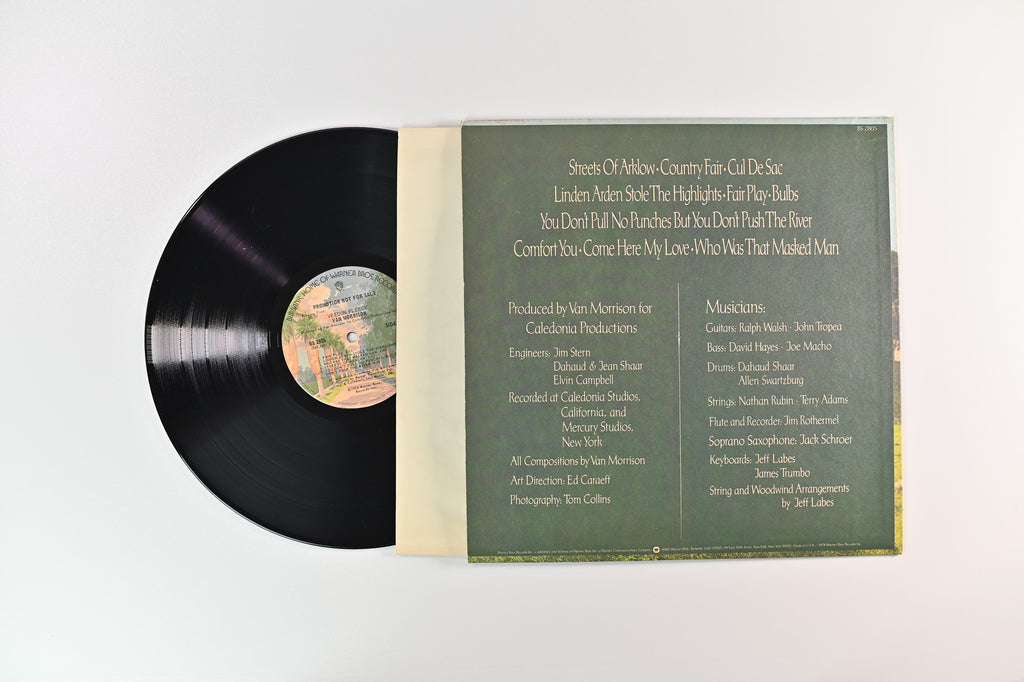 BURBANK, HOME OF WARNER BROS. RECORDS
PROMOTION NOT FOR SALE
VEEDON FLEECE
VAN MORRISON
BS 2805
Streets Of Arklow · Country Fair · Cul De Sac
Linden Arden Stole The Highlights · Fair Play · Bulbs
You Don't Pull No Punches But You Don't Push The River
Comfort You · Come Here My Love · Who Was That Masked Man
Produced by Van Morrison for
Caledonia Productions
Engineers: Jim Stern
Dahaud & Jean Shaar
Elvin Campbell
Recorded at Caledonia Studios,
California, and
Mercury Studios,
New York
All Compositions by Van Morrison
Art Direction: Ed Caraeff
Photography: Tom Collins
Musicians:
Guitars: Ralph Walsh · John Tropea
Bass: David Hayes · Joe Macho
Drums: Dahaud Shaar
Allen Swartzburg
Strings: Nathan Rubin · Terry Adams
Flute and Recorder: Jim Rothermel
Soprano Saxophone: Jack Schroer
Keyboards: Jeff Labes
James Trumbo
String and Woodwind Arrangements
by Jeff Labes